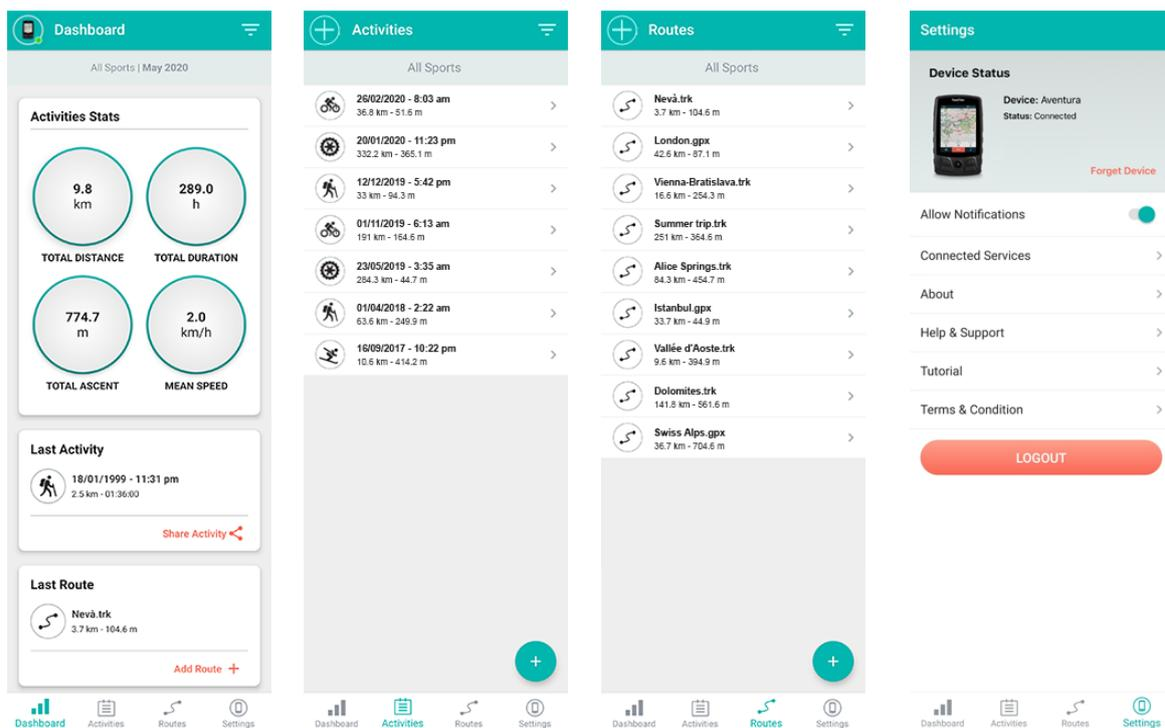 Dashboard
All Sports | May 2020
Activities Stats
9.8
km
289.0
h
TOTAL DISTANCE
TOTAL DURATION
774.7
m
2.0
km/h
TOTAL ASCENT
MEAN SPEED
Last Activity
18/01/1999 - 11:31 pm
2.5 km - 01:36:00
Share Activity
Last Route
Nevà.trk
3.7 km - 104.6 m
Add Route +
Dashboard
Activities
Routes
Settings
Activities
All Sports
26/02/2020 - 8:03 am
36.8 km - 51.6 m
20/01/2020 - 11:23 pm
332.2 km - 365.1 m
12/12/2019 - 5:42 pm
33 km - 94.3 m
01/11/2019 - 6:13 am
191 km - 164.6 m
23/05/2019 - 3:35 am
284.3 km - 44.7 m
01/04/2018 - 2:22 am
63.6 km - 249.9 m
16/09/2017 - 10:22 pm
10.6 km - 414.2 m
Dashboard
Activities
Routes
Settings
Routes
All Sports
Nevà.trk
3.7 km - 104.6 m
London.gpx
42.6 km - 87.1 m
Vienna-Bratislava.trk
16.6 km - 254.3 m
Summer trip.trk
251 km - 364.6 m
Alice Springs.trk
84.3 km - 454.7 m
Istanbul.gpx
33.7 km - 44.9 m
Vallée d'Aoste.trk
9.6 km - 394.9 m
Dolomites.trk
141.8 km - 561.6 m
Swiss Alps.gpx
36.7 km - 704.6 m
Dashboard
Activities
Routes
Settings
Settings
Device Status
Device: Aventura
Status: Connected
Forget Device
Allow Notifications
Connected Services
About
Help & Support
Tutorial
Terms & Condition
LOGOUT
Dashboard
Activities
Routes
Settings